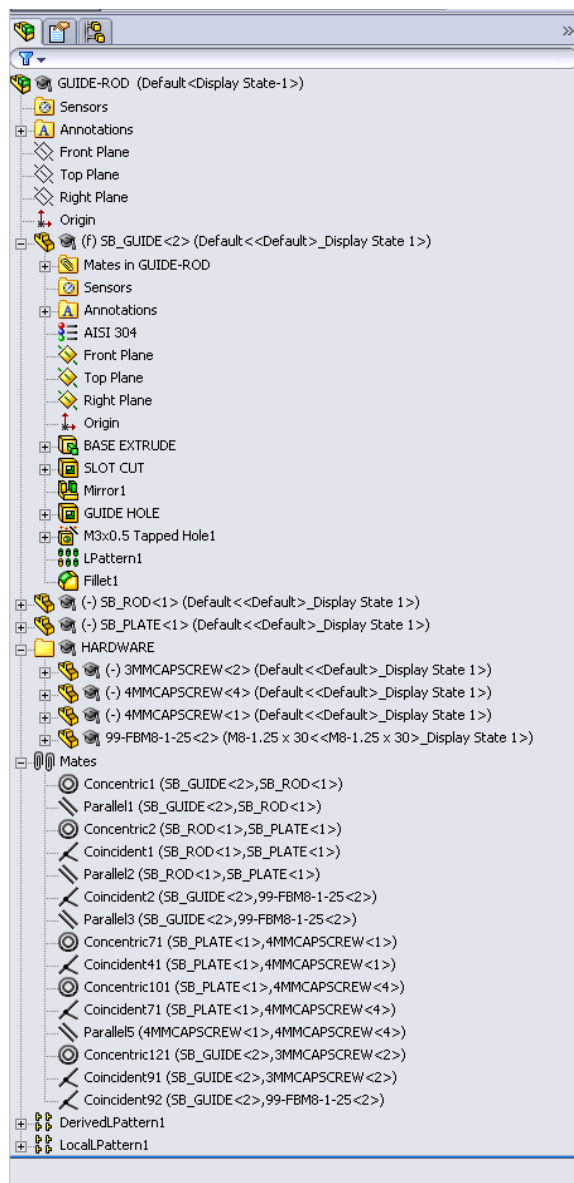 GUIDE-ROD (Default<Display State-1>)
Sensors
Annotations
Front Plane
Top Plane
Right Plane
Origin
(f) SB_GUIDE<2> (Default<<Default>_Display State 1>)
Mates in GUIDE-ROD
Sensors
Annotations
AISI 304
Front Plane
Top Plane
Right Plane
Origin
BASE EXTRUDE
SLOT CUT
Mirror1
GUIDE HOLE
M3x0.5 Tapped Hole1
LPattern1
Fillet1
(-) SB_ROD<1> (Default<<Default>_Display State 1>)
(-) SB_PLATE<1> (Default<<Default>_Display State 1>)
HARDWARE
(-) 3MMCAPSCREW<2> (Default<<Default>_Display State 1>)
(-) 4MMCAPSCREW<4> (Default<<Default>_Display State 1>)
(-) 4MMCAPSCREW<1> (Default<<Default>_Display State 1>)
99-FBM8-1-25<2> (M8-1.25 x 30<<M8-1.25 x 30>_Display State 1>)
Mates
Concentric1 (SB_GUIDE<2>,SB_ROD<1>)
Parallel1 (SB_GUIDE<2>,SB_ROD<1>)
Concentric2 (SB_ROD<1>,SB_PLATE<1>)
Coincident1 (SB_ROD<1>,SB_PLATE<1>)
Parallel2 (SB_ROD<1>,SB_PLATE<1>)
Coincident2 (SB_GUIDE<2>,99-FBM8-1-25<2>)
Parallel3 (SB_GUIDE<2>,99-FBM8-1-25<2>)
Concentric71 (SB_PLATE<1>,4MMCAPSCREW<1>)
Coincident41 (SB_PLATE<1>,4MMCAPSCREW<1>)
Concentric101 (SB_PLATE<1>,4MMCAPSCREW<4>)
Coincident71 (SB_PLATE<1>,4MMCAPSCREW<4>)
Parallel5 (4MMCAPSCREW<1>,4MMCAPSCREW<4>)
Concentric121 (SB_GUIDE<2>,3MMCAPSCREW<2>)
Coincident91 (SB_GUIDE<2>,3MMCAPSCREW<2>)
Coincident92 (SB_GUIDE<2>,99-FBM8-1-25<2>)
DerivedLPattern1
LocalLPattern1